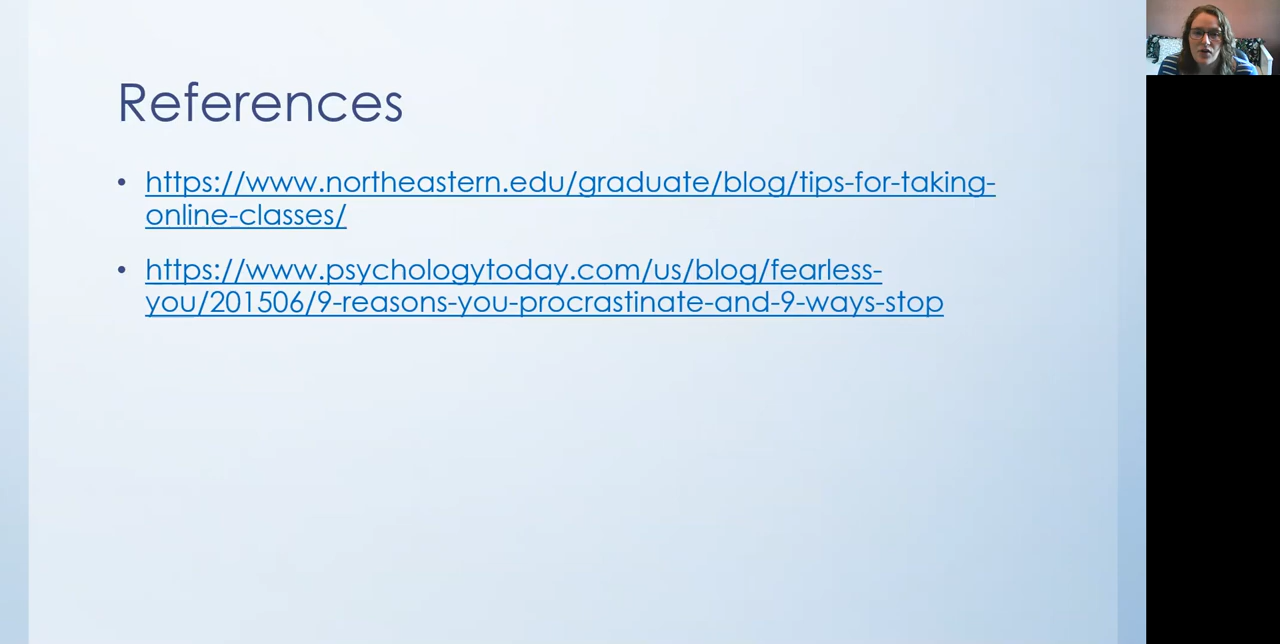 References
• https://www.northeastern.edu/graduate/blog/tips-for-taking-
online-classes/
• https://www.psychologytoday.com/us/blog/fearless-
you/201506/9-reasons-you-procrastinate-and-9-ways-stop